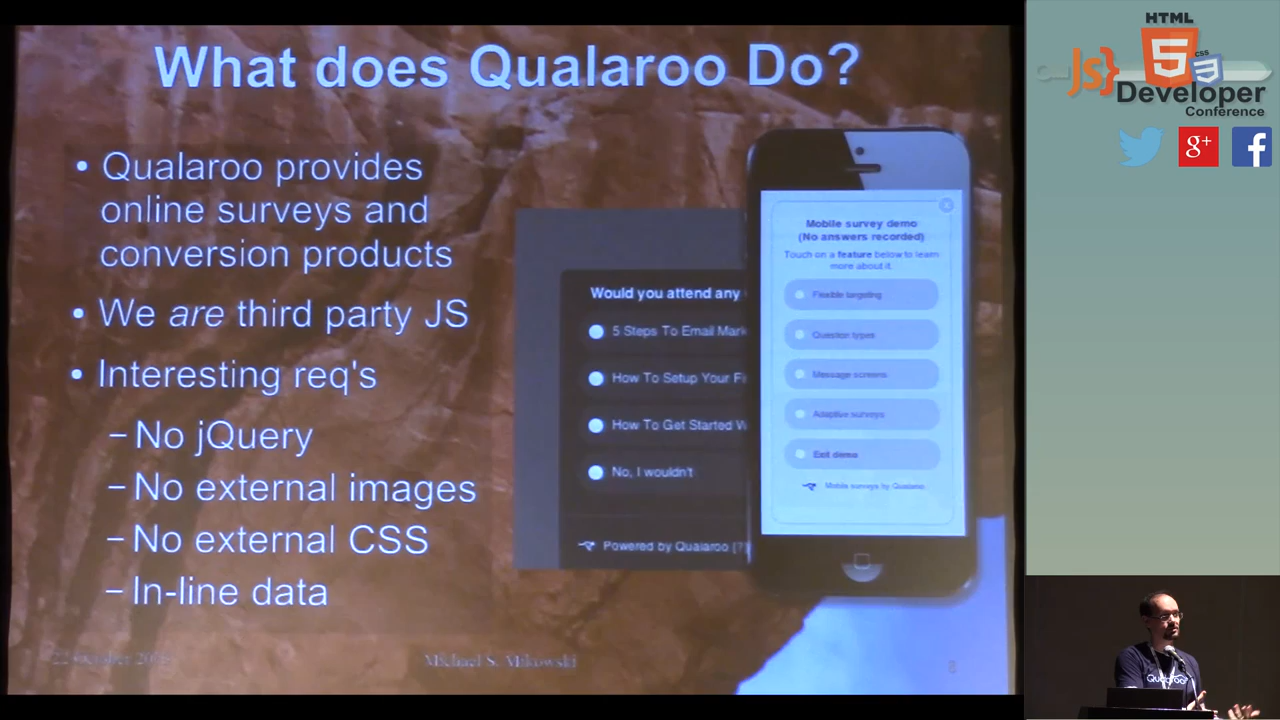 What does Qualaroo Do?
• Qualaroo provides
online surveys and
conversion products
• We are third party JS
• Interesting req's
– No jQuery
– No external images
– No external CSS
– In-line data
Would you attend any
5 Steps To Email Mark
How To Setup Your Fi
How To Get Started W
No, I wouldn't
Powered by Qualaroo [?]
Mobile survey demo
(No answers recorded)
Touch on a feature below to learn
more about it.
Flexible targeting
Question types
Message screens
Adaptive surveys
Exit demo
Mobile surveys by Qualaroo
Michael S. Mikowski
8
HTML
5
CSS
3
JS}
Developer
Conference
g+
f
Qualaroo